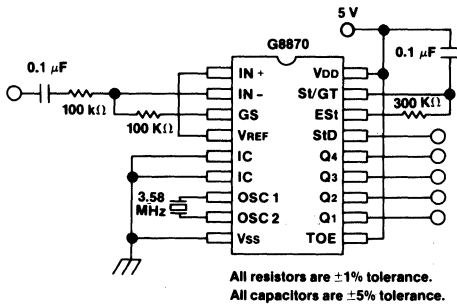 5 V
G8870
0.1 µF
0.1 µF
100 kΩ
100 KΩ
300 KΩ
3.58
MHz
IN +
IN -
GS
VREF
IC
IC
OSC 1
OSC 2
VSS
VDD
St/GT
ESt
StD
Q4
Q3
Q2
Q1
TOE
All resistors are ±1% tolerance.
All capacitors are ±5% tolerance.